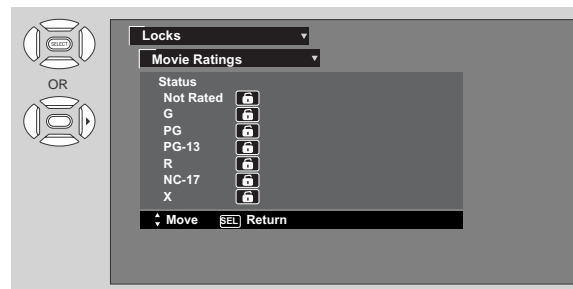 SELECT
OR
Locks
Movie Ratings
Status
Not Rated
G
PG
PG-13
R
NC-17
X
Move SEL Return